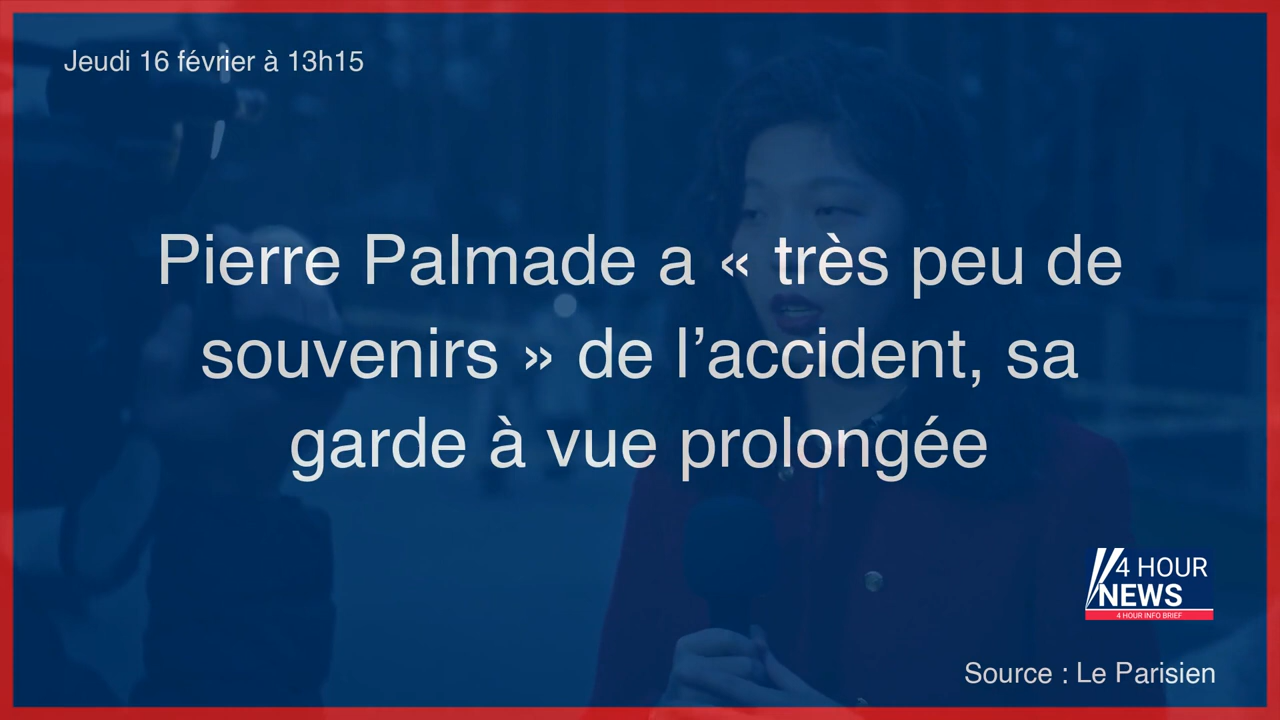 Jeudi 16 février à 13h15
Pierre Palmade a « très peu de
souvenirs » de l’accident, sa
garde à vue prolongée
4 HOUR
NEWS
4 HOUR INFO BRIEF
Source : Le Parisien